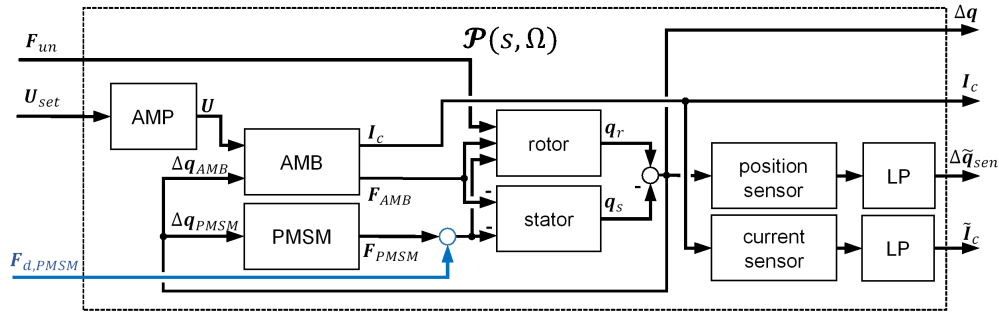 𝓟(s, Ω)
Δq
F_un
U_set
AMP
U
I_c
I_c
rotor
q_r
AMB
Δq_AMB
F_AMB
position sensor
LP
Δq̃_sen
-
-
stator
q_s
-
Δq_PMSM
PMSM
F_PMSM
current sensor
LP
Ĩ_c
F_d,PMSM